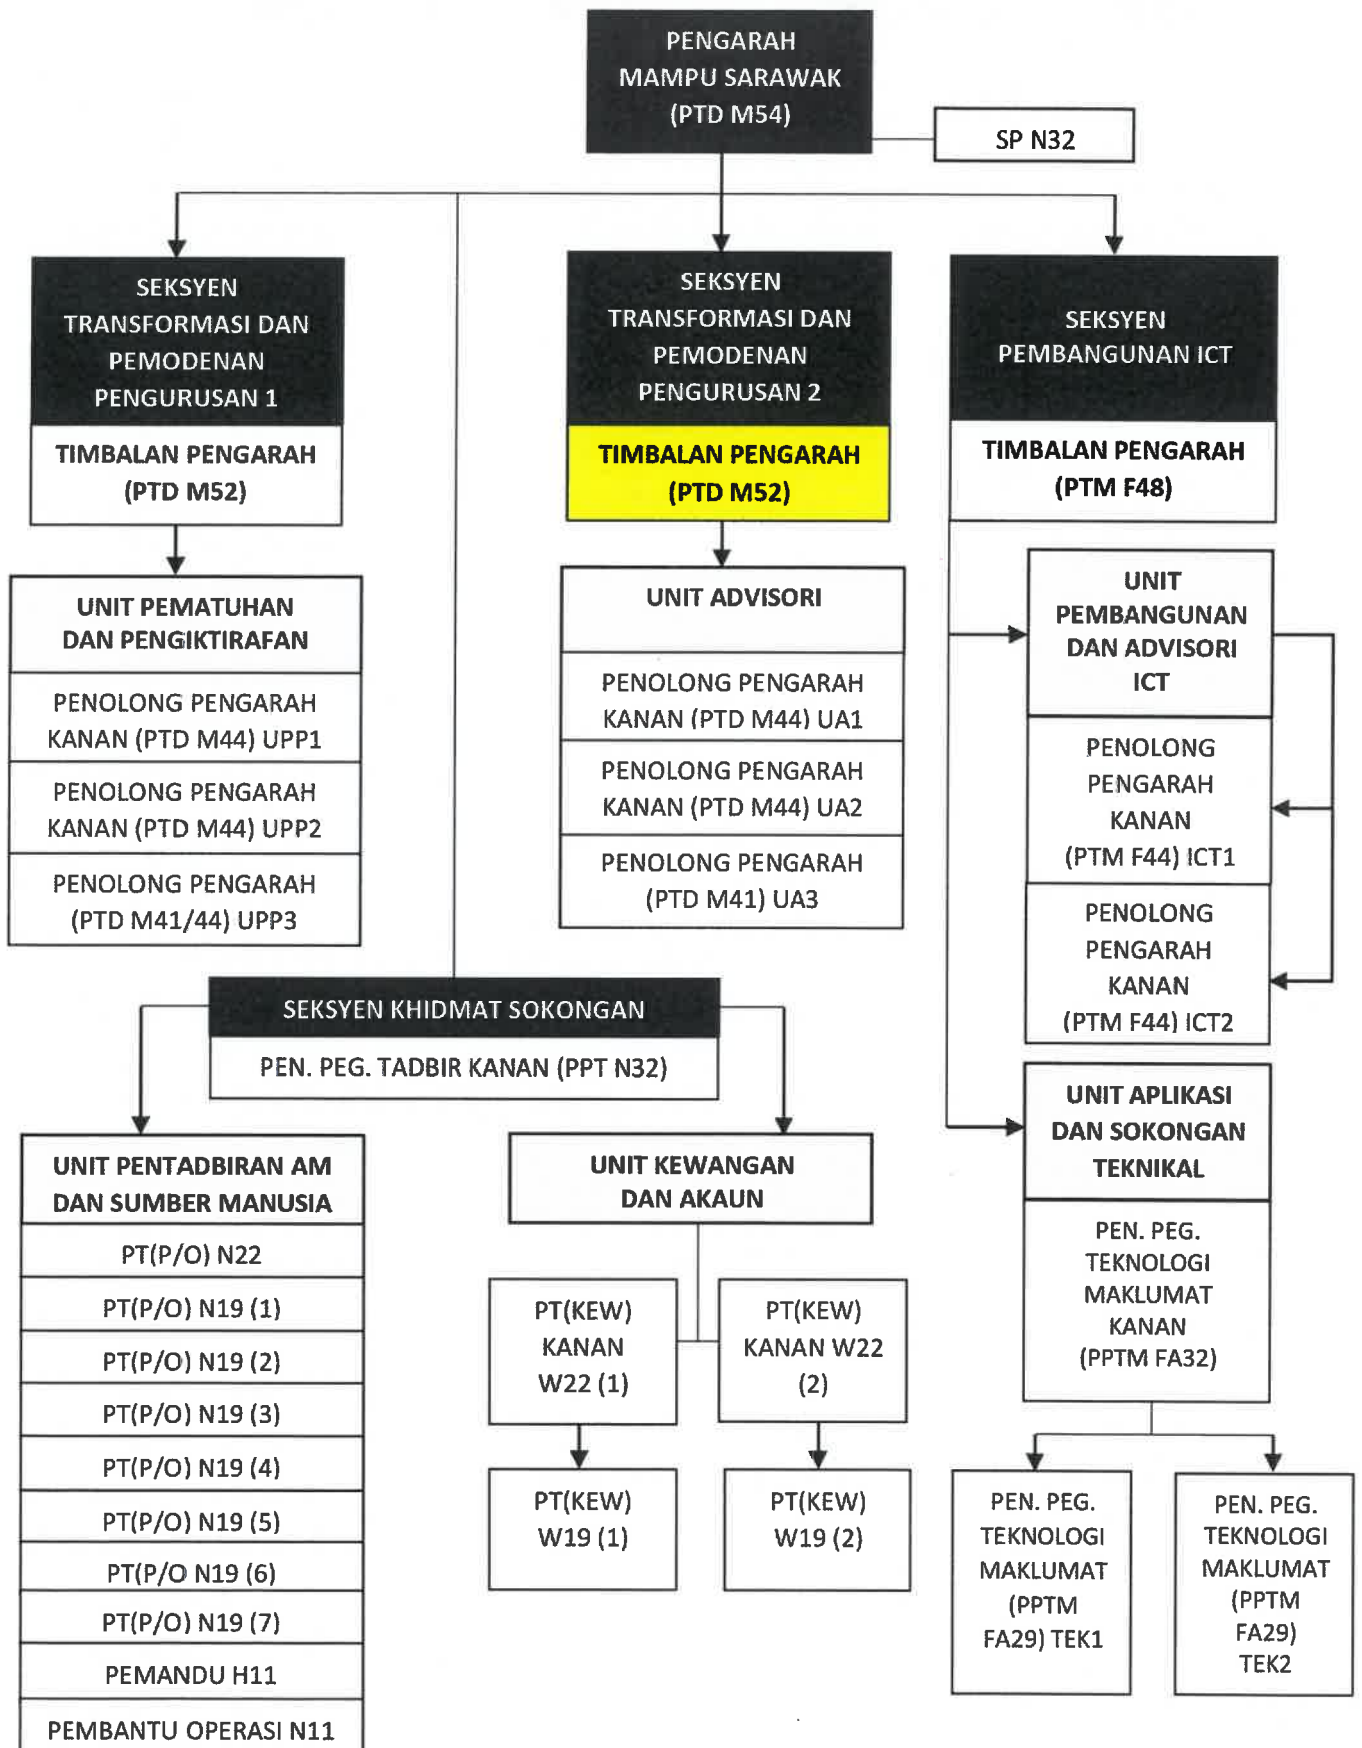 PENGARAH
MAMPU SARAWAK
(PTD M54)
SP N32
SEKSYEN
TRANSFORMASI DAN
PEMODENAN
PENGURUSAN 1
TIMBALAN PENGARAH
(PTD M52)
UNIT PEMATUHAN
DAN PENGIKTIRAFAN
PENOLONG PENGARAH
KANAN (PTD M44) UPP1
PENOLONG PENGARAH
KANAN (PTD M44) UPP2
PENOLONG PENGARAH
(PTD M41/44) UPP3
SEKSYEN
TRANSFORMASI DAN
PEMODENAN
PENGURUSAN 2
TIMBALAN PENGARAH
(PTD M52)
UNIT ADVISORI
PENOLONG PENGARAH
KANAN (PTD M44) UA1
PENOLONG PENGARAH
KANAN (PTD M44) UA2
PENOLONG PENGARAH
(PTD M41) UA3
SEKSYEN
PEMBANGUNAN ICT
TIMBALAN PENGARAH
(PTM F48)
UNIT
PEMBANGUNAN
DAN ADVISORI
ICT
PENOLONG
PENGARAH
KANAN
(PTM F44) ICT1
PENOLONG
PENGARAH
KANAN
(PTM F44) ICT2
UNIT APLIKASI
DAN SOKONGAN
TEKNIKAL
PEN. PEG.
TEKNOLOGI
MAKLUMAT
KANAN
(PPTM FA32)
PEN. PEG.
TEKNOLOGI
MAKLUMAT
(PPTM
FA29) TEK1
PEN. PEG.
TEKNOLOGI
MAKLUMAT
(PPTM
FA29)
TEK2
SEKSYEN KHIDMAT SOKONGAN
PEN. PEG. TADBIR KANAN (PPT N32)
UNIT PENTADBIRAN AM
DAN SUMBER MANUSIA
PT(P/O) N22
PT(P/O) N19 (1)
PT(P/O) N19 (2)
PT(P/O) N19 (3)
PT(P/O) N19 (4)
PT(P/O) N19 (5)
PT(P/O N19 (6)
PT(P/O) N19 (7)
PEMANDU H11
PEMBANTU OPERASI N11
UNIT KEWANGAN
DAN AKAUN
PT(KEW)
KANAN
W22 (1)
PT(KEW)
KANAN W22
(2)
PT(KEW)
W19 (1)
PT(KEW)
W19 (2)